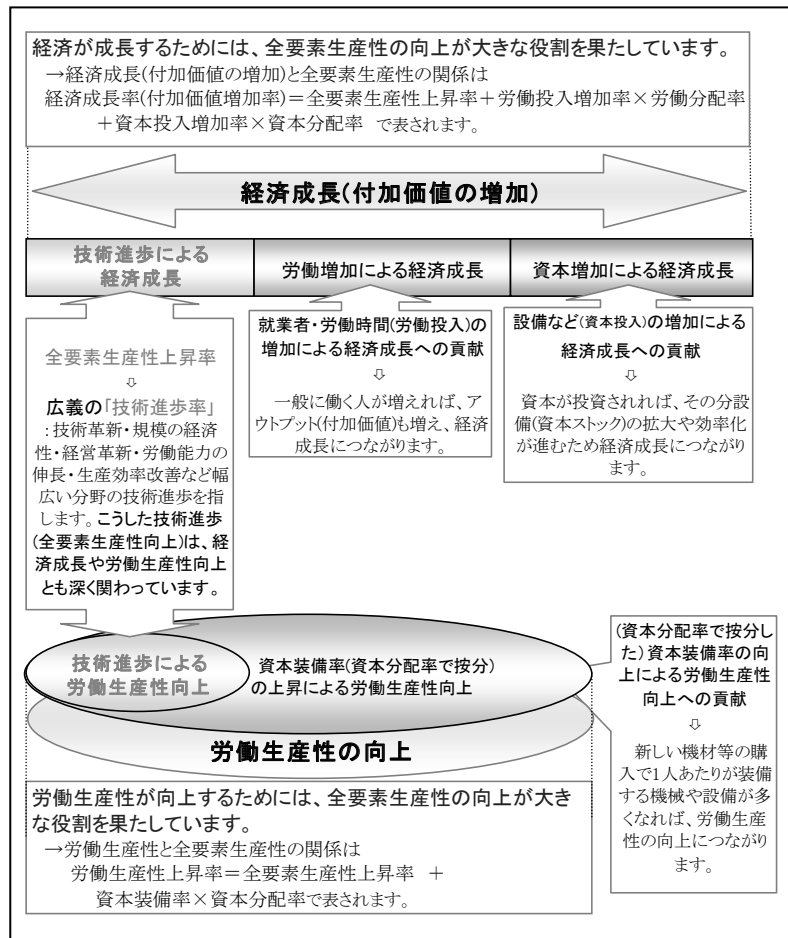 経済が成長するためには、全要素生産性の向上が大きな役割を果たしています。
→経済成長(付加価値の増加)と全要素生産性の関係は
経済成長率(付加価値増加率)＝全要素生産性上昇率＋労働投入増加率×労働分配率
＋資本投入増加率×資本分配率 で表されます。
経済成長(付加価値の増加)
技術進歩による
経済成長
労働増加による経済成長
資本増加による経済成長
全要素生産性上昇率
⇩
広義の「技術進歩率」
：技術革新・規模の経済
性・経営革新・労働能力の
伸長・生産効率改善など幅
広い分野の技術進歩を指
します。こうした技術進歩
(全要素生産性向上)は、経
済成長や労働生産性向上
とも深く関わっています。
就業者・労働時間(労働投入)の
増加による経済成長への貢献
⇩
一般に働く人が増えれば、ア
ウトプット(付加価値)も増え、経済
成長につながります。
設備など(資本投入)の増加による
経済成長への貢献
⇩
資本が投資されれば、その分設
備(資本ストック)の拡大や効率化
が進むため経済成長につながり
ます。
技術進歩による
労働生産性向上
資本装備率(資本分配率で按分)
の上昇による労働生産性向上
労働生産性の向上
(資本分配率で按分し
た)資本装備率の向
上による労働生産性
向上への貢献
⇩
新しい機材等の購
入で1人あたりが装備
する機械や設備が多
くなれば、労働生産
性の向上につながり
ます。
労働生産性が向上するためには、全要素生産性の向上が大き
な役割を果たしています。
→労働生産性と全要素生産性の関係は
労働生産性上昇率＝全要素生産性上昇率 ＋
資本装備率×資本分配率で表されます。